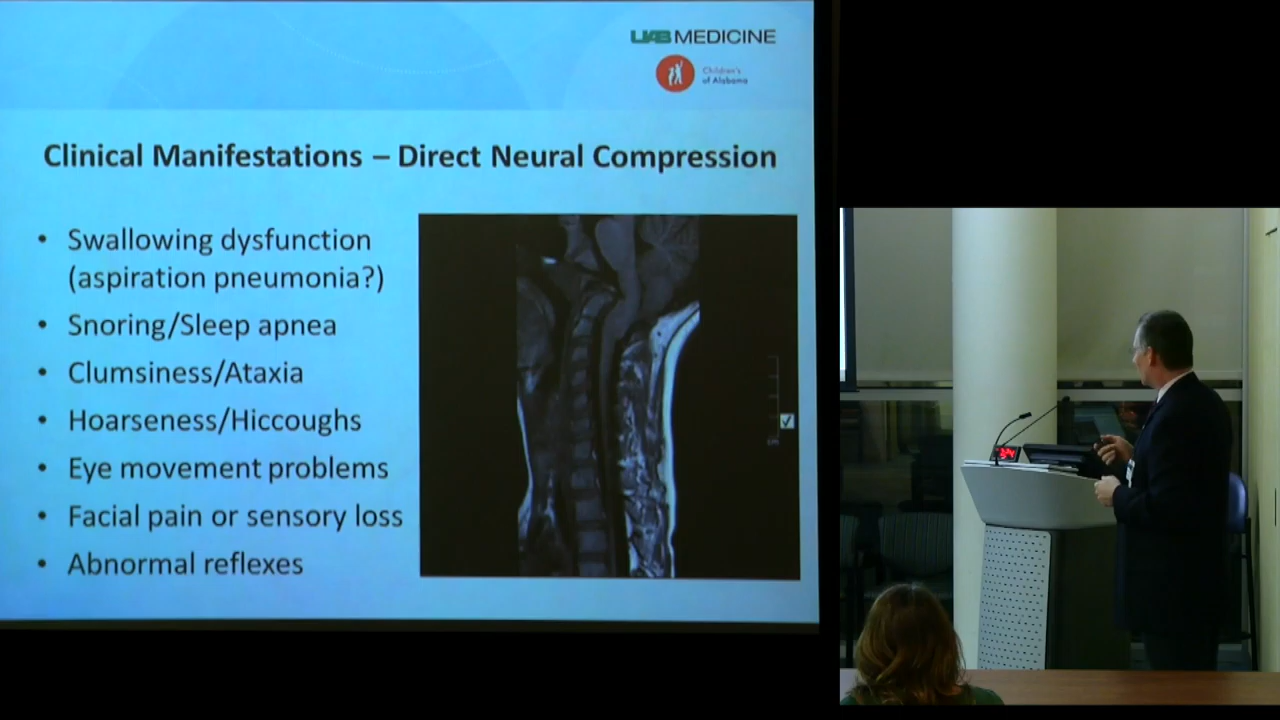 UAB MEDICINE
Children's
of Alabama
Clinical Manifestations – Direct Neural Compression
• Swallowing dysfunction
(aspiration pneumonia?)
• Snoring/Sleep apnea
• Clumsiness/Ataxia
• Hoarseness/Hiccoughs
• Eye movement problems
• Facial pain or sensory loss
• Abnormal reflexes